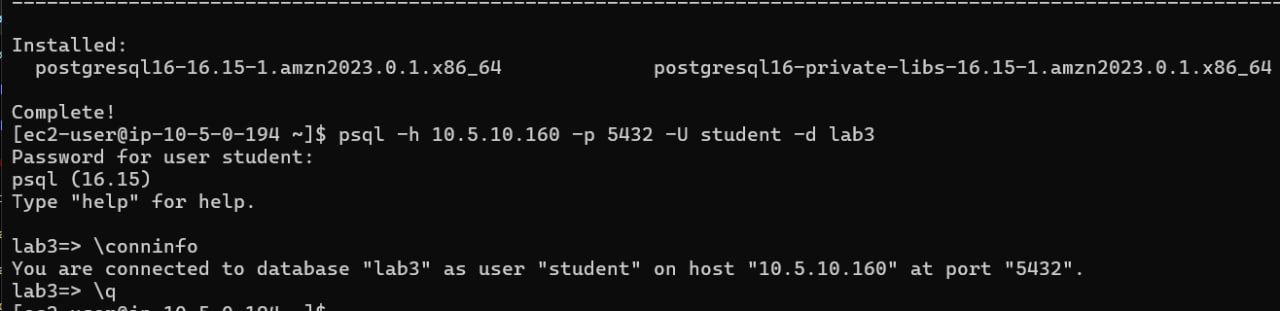 Installed:
postgresql16-16.15-1.amzn2023.0.1.x86_64 postgresql16-private-libs-16.15-1.amzn2023.0.1.x86_64
Complete!
[ec2-user@ip-10-5-0-194 ~]$ psql -h 10.5.10.160 -p 5432 -U student -d lab3
Password for user student:
psql (16.15)
Type "help" for help.
lab3=> \conninfo
You are connected to database "lab3" as user "student" on host "10.5.10.160" at port "5432".
lab3=> \q